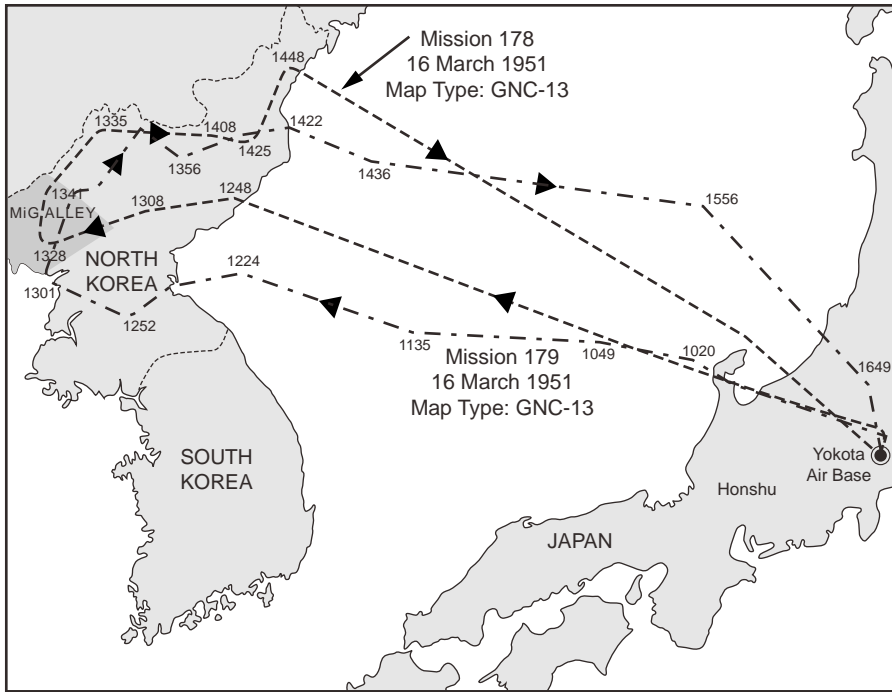 1448
Mission 178
16 March 1951
Map Type: GNC-13
1335
1408
1422
1425
1356
1436
1341
1308
1248
1556
MiG ALLEY
1328
NORTH
KOREA
1224
1301
1252
1135
1049
1020
Mission 179
16 March 1951
Map Type: GNC-13
1649
SOUTH
KOREA
Yokota
Air Base
Honshu
JAPAN